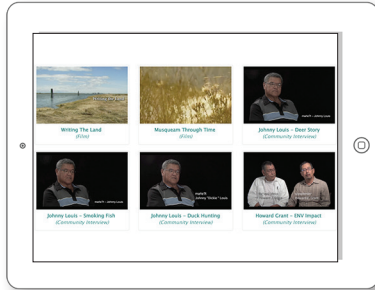 Writing The Land
(Film)
Musqueam Through Time
(Film)
Johnny Louis – Deer Story
(Community Interview)
Johnny Louis – Smoking Fish
(Community Interview)
Johnny Louis – Duck Hunting
(Community Interview)
Howard Grant – ENV Impact
(Community Interview)